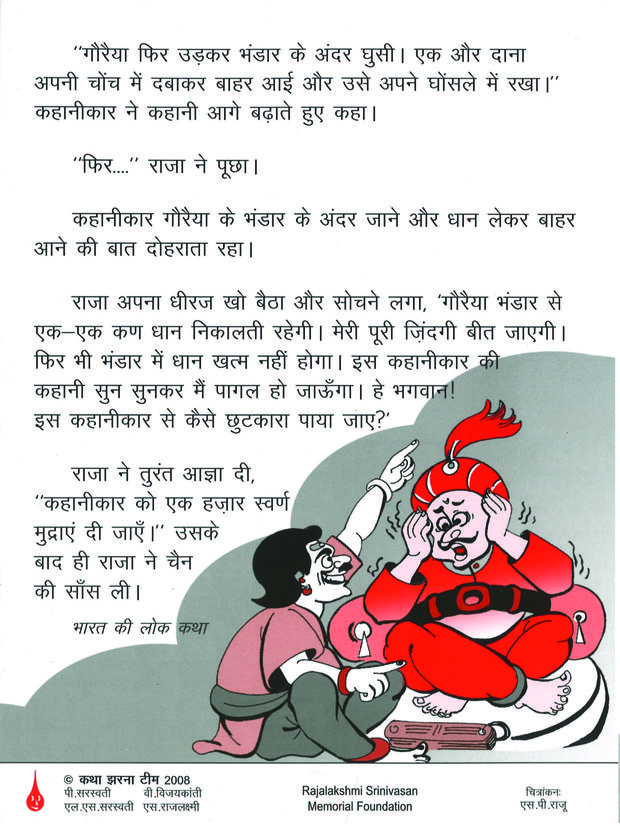 "गौरैया फिर उड़कर भंडार के अंदर घुसी। एक और दाना
अपनी चोंच में दबाकर बाहर आई और उसे अपने घोंसले में रखा।"
कहानीकार ने कहानी आगे बढ़ाते हुए कहा।
"फिर...." राजा ने पूछा।
कहानीकार गौरैया के भंडार के अंदर जाने और धान लेकर बाहर
आने की बात दोहराता रहा।
राजा अपना धीरज खो बैठा और सोचने लगा, 'गौरैया भंडार से
एक–एक कण धान निकालती रहेगी। मेरी पूरी ज़िंदगी बीत जाएगी।
फिर भी भंडार में धान खत्म नहीं होगा। इस कहानीकार की
कहानी सुन सुनकर मैं पागल हो जाऊँगा। हे भगवान!
इस कहानीकार से कैसे छुटकारा पाया जाए?'
राजा ने तुरंत आज्ञा दी,
"कहानीकार को एक हज़ार स्वर्ण
मुद्राएं दी जाएँ।" उसके
बाद ही राजा ने चैन
की साँस ली।
भारत की लोक कथा
© कथा झरना टीम 2008
पी.सरस्वती वी.विजयकांती
एल.एस.सरस्वती एस.राजलक्ष्मी
Rajalakshmi Srinivasan
Memorial Foundation
चित्रांकनः
एस.पी.राजू